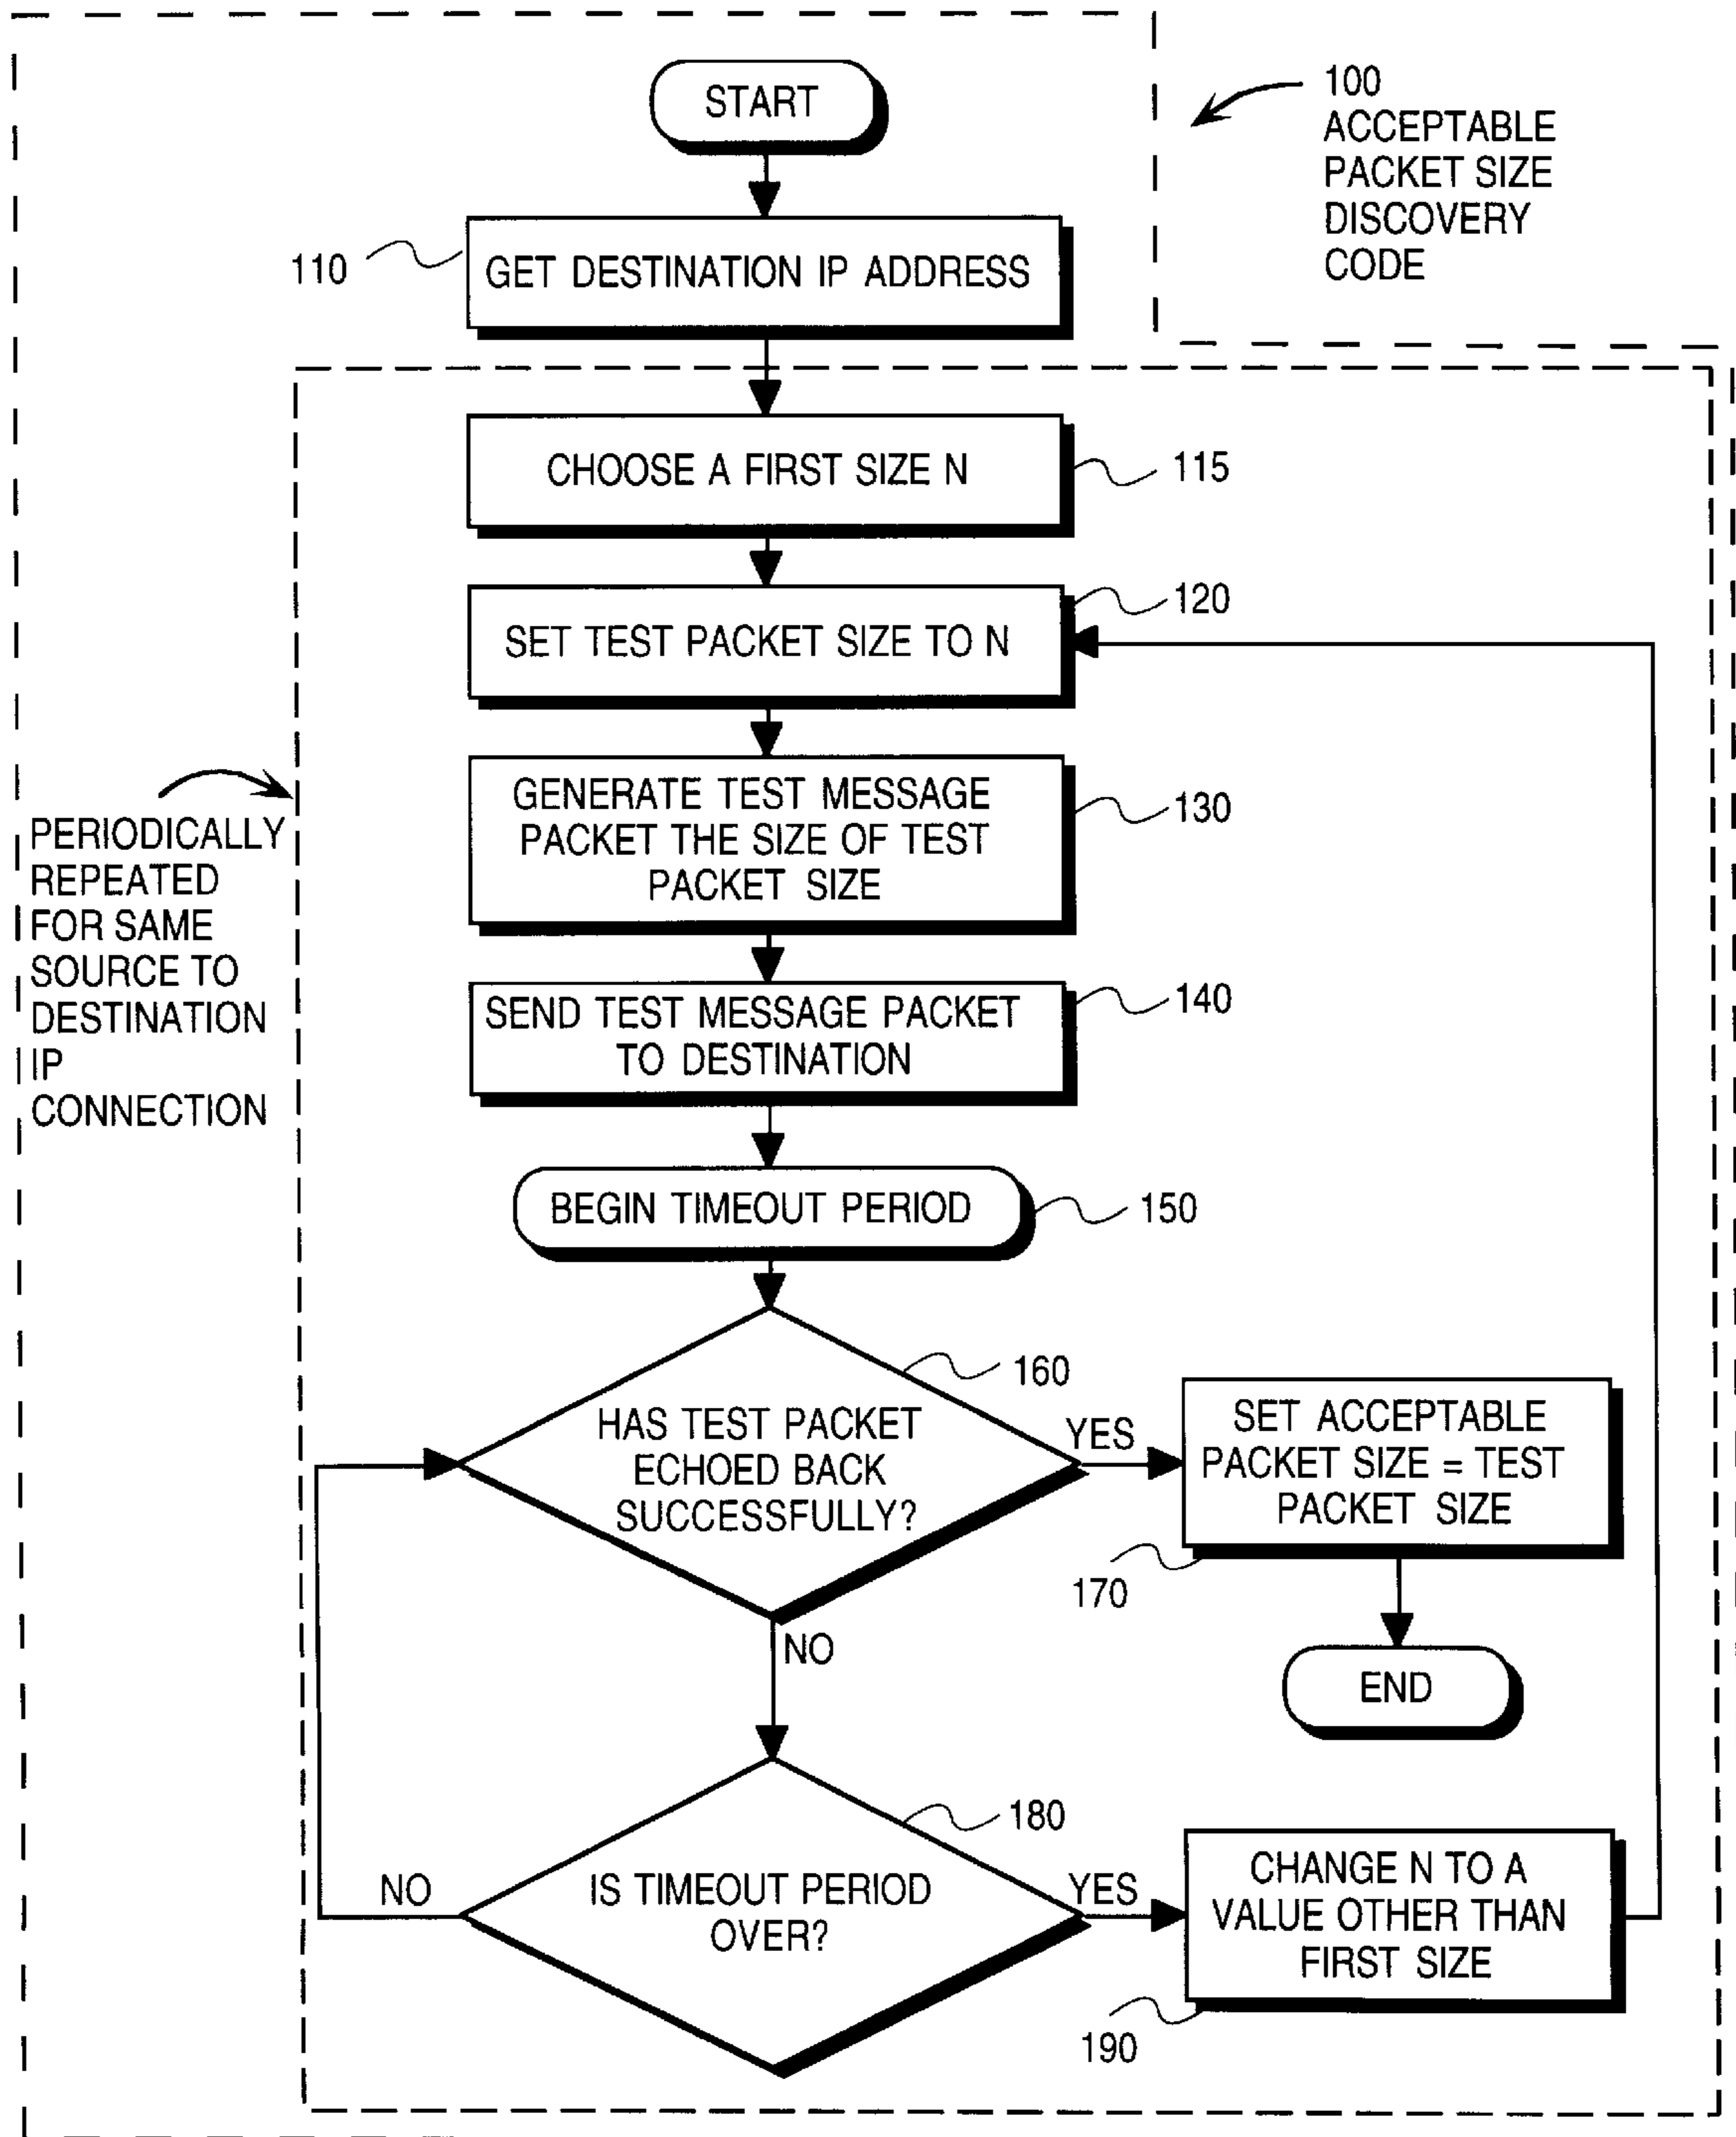 START
100
ACCEPTABLE
PACKET SIZE
DISCOVERY
CODE
110
GET DESTINATION IP ADDRESS
CHOOSE A FIRST SIZE N
115
120
SET TEST PACKET SIZE TO N
GENERATE TEST MESSAGE
PACKET THE SIZE OF TEST
PACKET SIZE
130
PERIODICALLY
REPEATED
FOR SAME
SOURCE TO
DESTINATION
IP
CONNECTION
SEND TEST MESSAGE PACKET
TO DESTINATION
140
BEGIN TIMEOUT PERIOD
150
160
HAS TEST PACKET
ECHOED BACK
SUCCESSFULLY?
YES
SET ACCEPTABLE
PACKET SIZE = TEST
PACKET SIZE
170
NO
END
180
IS TIMEOUT PERIOD
OVER?
NO
YES
CHANGE N TO A
VALUE OTHER THAN
FIRST SIZE
190